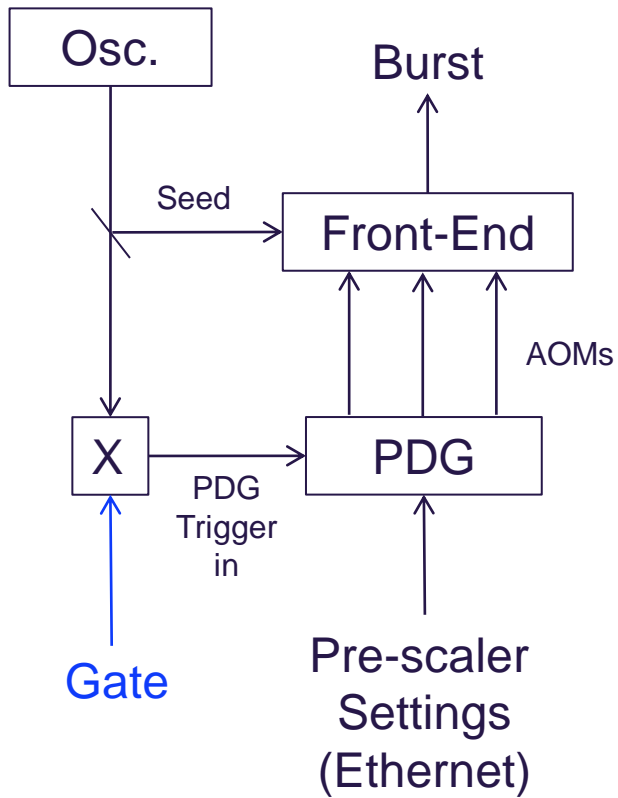 Osc.
Burst
Seed
Front-End
AOMs
X
PDG
Trigger
in
PDG
Gate
Pre-scaler
Settings
(Ethernet)